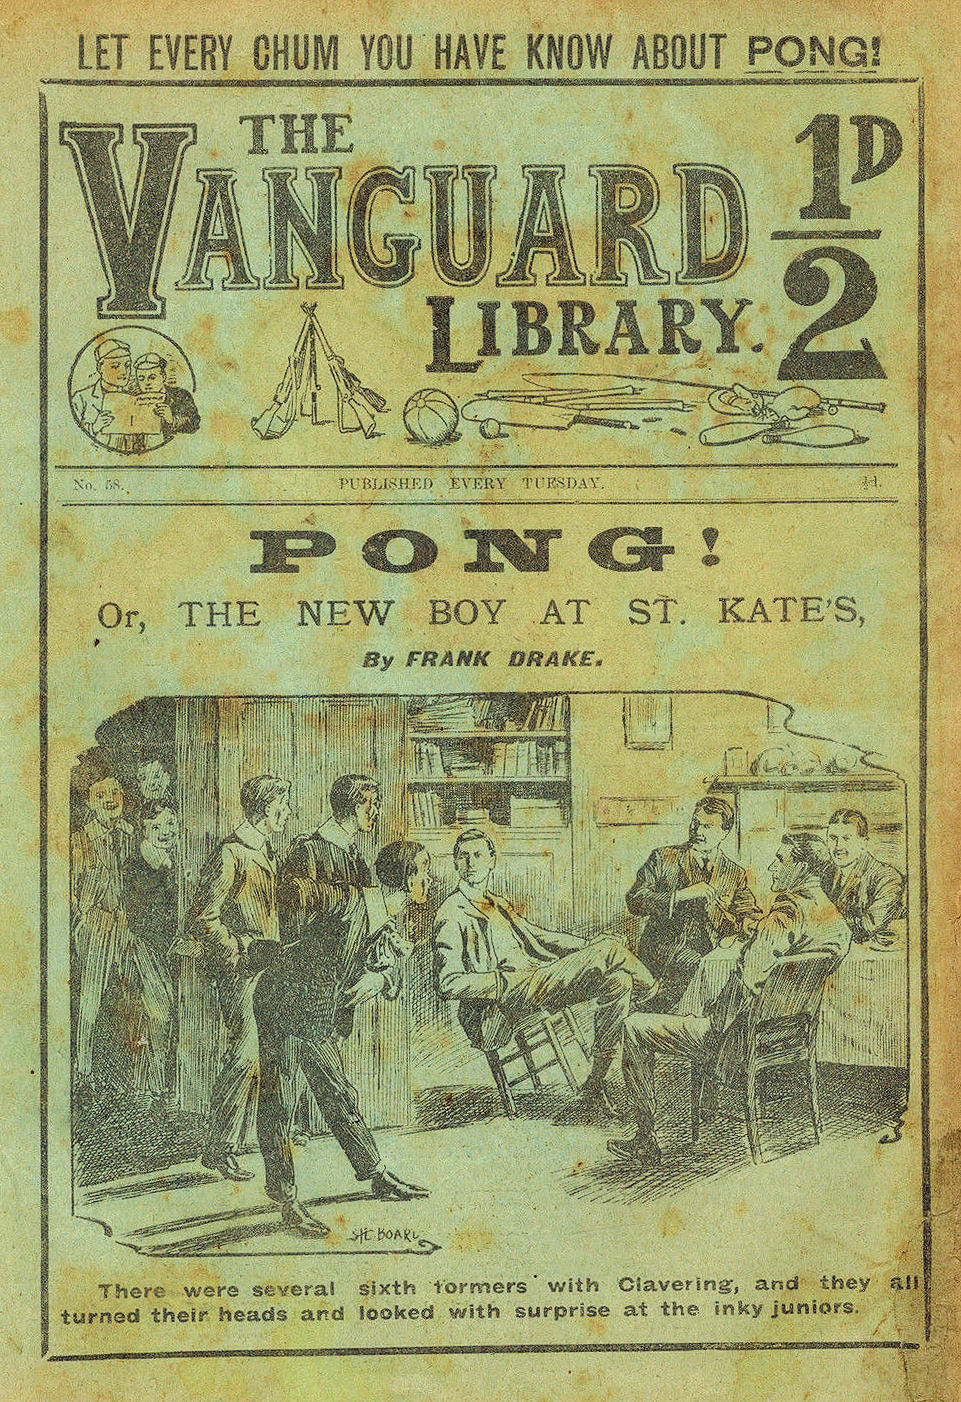 LET EVERY CHUM YOU HAVE KNOW ABOUT PONG!
THE
VANGUARD
LIBRARY.
1D
2
No. 58.
PUBLISHED EVERY TUESDAY.
½d.
PONG!
Or, THE NEW BOY AT ST. KATE'S,
By FRANK DRAKE.
There were several sixth formers with Clavering, and they all
turned their heads and looked with surprise at the inky juniors.